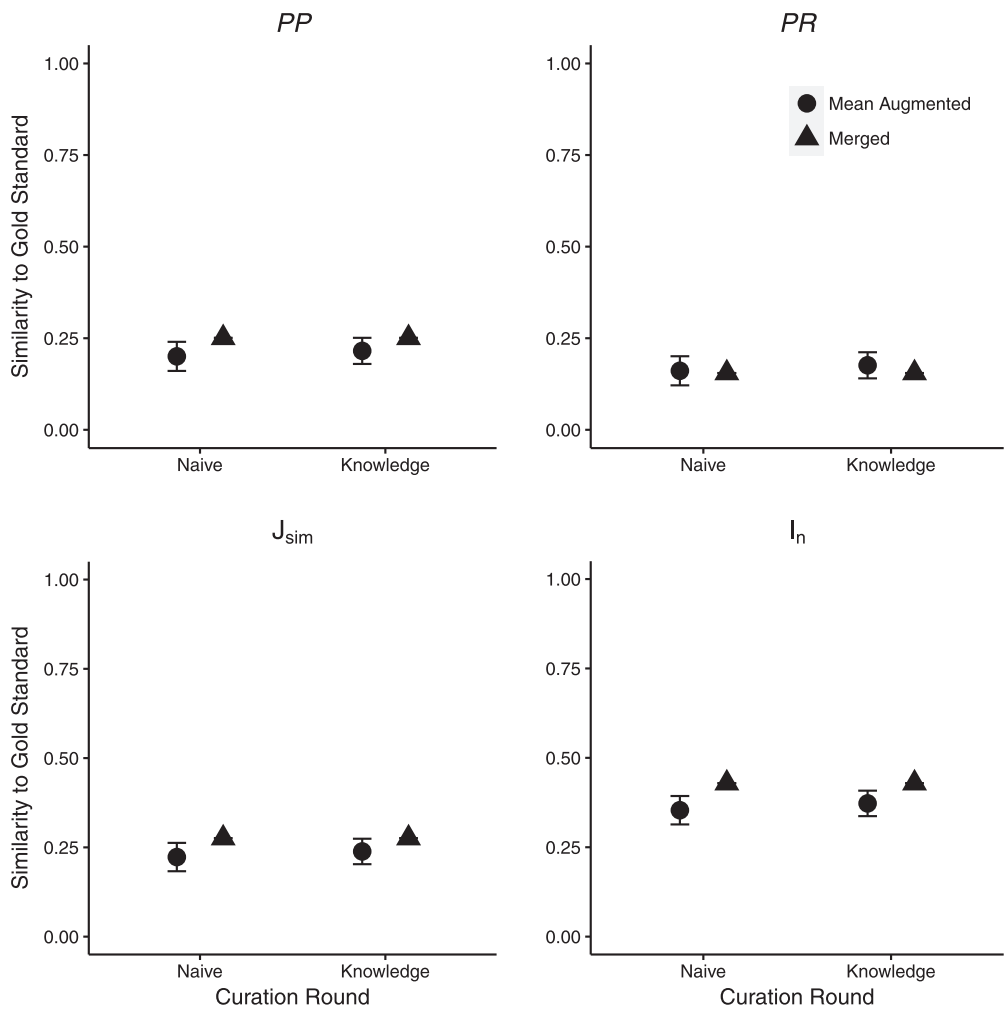 PP
1.00
0.75
0.50
0.25
0.00
Similarity to Gold Standard
Naive
Knowledge
PR
1.00
0.75
0.50
0.25
0.00
Mean Augmented
Merged
Naive
Knowledge
Jsim
1.00
0.75
0.50
0.25
0.00
Similarity to Gold Standard
Naive
Knowledge
Curation Round
In
1.00
0.75
0.50
0.25
0.00
Naive
Knowledge
Curation Round